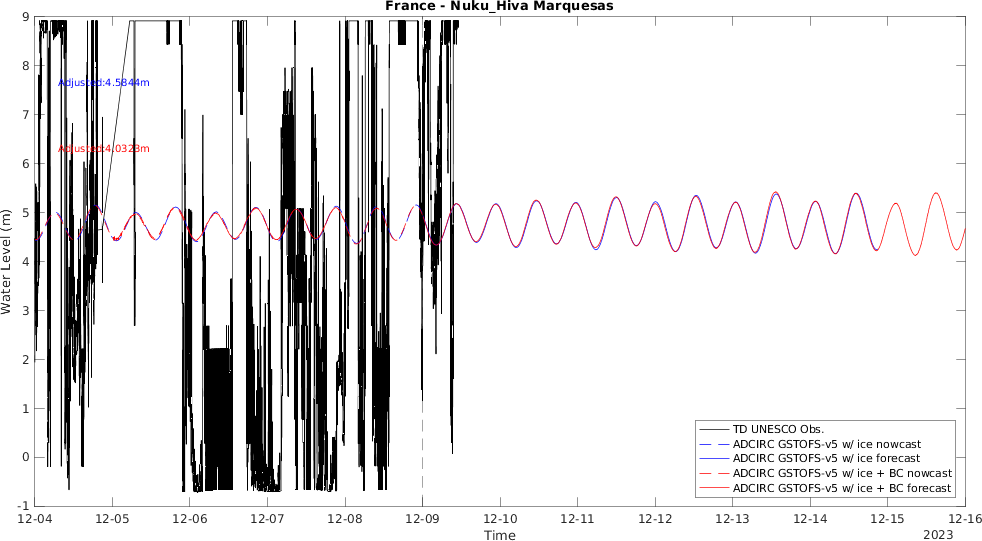 France - Nuku_Hiva Marquesas
9
8
7
6
5
4
3
2
1
0
-1
Water Level (m)
Adjusted:4.5844m
Adjusted:4.0323m
TD UNESCO Obs.
ADCIRC GSTOFS-v5 w/ ice nowcast
ADCIRC GSTOFS-v5 w/ ice forecast
ADCIRC GSTOFS-v5 w/ ice + BC nowcast
ADCIRC GSTOFS-v5 w/ ice + BC forecast
12-04 12-05 12-06 12-07 12-08 12-09 12-10 12-11 12-12 12-13 12-14 12-15 12-16
Time
2023